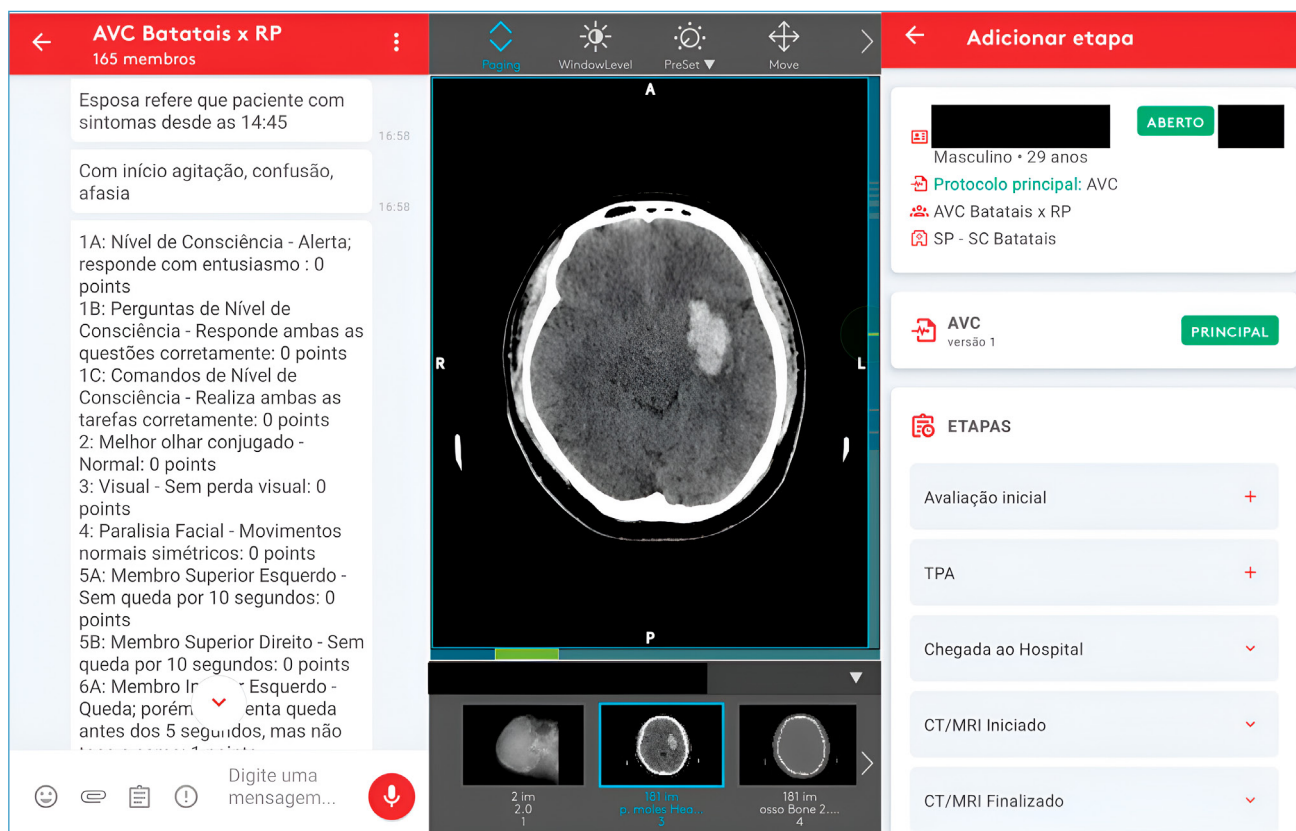 AVC Batatais x RP
165 membros
Esposa refere que paciente com
sintomas desde as 14:45
16:58
Com início agitação, confusão,
afasia
16:58
1A: Nível de Consciência - Alerta;
responde com entusiasmo : 0
points
1B: Perguntas de Nível de
Consciência - Responde ambas as
questões corretamente: 0 points
1C: Comandos de Nível de
Consciência - Realiza ambas as
tarefas corretamente: 0 points
2: Melhor olhar conjugado -
Normal: 0 points
3: Visual - Sem perda visual: 0
points
4: Paralisia Facial - Movimentos
normais simétricos: 0 points
5A: Membro Superior Esquerdo -
Sem queda por 10 segundos: 0
points
5B: Membro Superior Direito - Sem
queda por 10 segundos: 0 points
6A: Membro Esquerdo -
Queda; porém queda
antes dos 5 segundos, mas não
Digite uma
mensagem...
Paging
WindowLevel
PreSet
Move
A
R
L
P
2 im
2.0
1
181 im
p. moles Hea...
3
181 im
osso Bone 2....
4
Adicionar etapa
ABERTO
Masculino • 29 anos
Protocolo principal: AVC
AVC Batatais x RP
SP - SC Batatais
AVC
versão 1
PRINCIPAL
ETAPAS
Avaliação inicial
TPA
Chegada ao Hospital
CT/MRI Iniciado
CT/MRI Finalizado